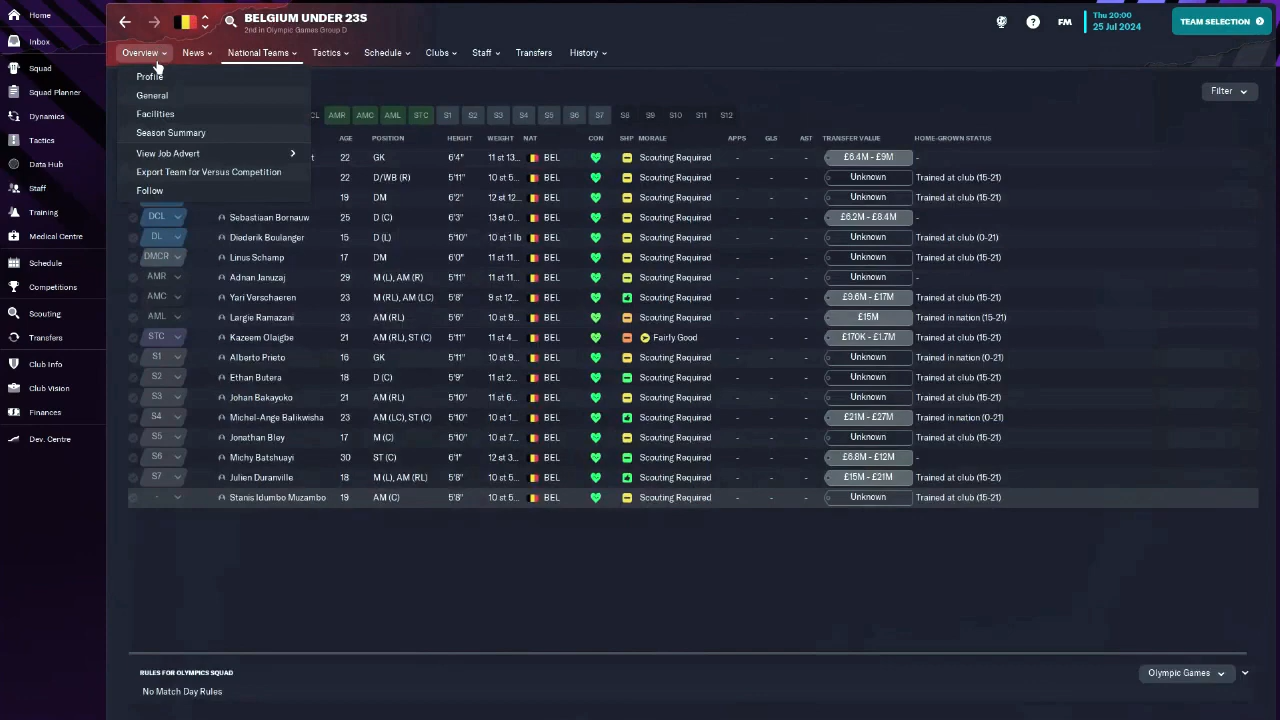 Home
Inbox
Squad
Squad Planner
Dynamics
Tactics
Data Hub
Staff
Training
Medical Centre
Schedule
Competitions
Scouting
Transfers
Club Info
Club Vision
Finances
Dev. Centre
BELGIUM UNDER 23S
2nd in Olympic Games Group D
FM
Thu 20:00
25 Jul 2024
TEAM SELECTION
Overview News National Teams Tactics Schedule Clubs Staff Transfers History
Profile
General
Facilities
Season Summary
View Job Advert
Export Team for Versus Competition
Follow
Filter
CL AMR AMC AML STC S1 S2 S3 S4 S5 S6 S7 S8 S9 S10 S11 S12
AGE POSITION HEIGHT WEIGHT NAT CON SHP MORALE APPS GLS AST TRANSFER VALUE HOME-GROWN STATUS
t 22 GK 6'4" 11 st 13... BEL Scouting Required - - - £6.4M - £9M -
22 D/WB (R) 5'11" 10 st 5... BEL Scouting Required - - - Unknown Trained at club (15-21)
19 DM 6'2" 12 st 12... BEL Scouting Required - - - Unknown Trained at club (15-21)
DCL Sebastiaan Bornauw 25 D (C) 6'3" 13 st 0... BEL Scouting Required - - - £6.2M - £8.4M -
DL Diederik Boulanger 15 D (L) 5'10" 10 st 1 lb BEL Scouting Required - - - Unknown Trained at club (0-21)
DMCR Linus Schamp 17 DM 6'0" 11 st 11... BEL Scouting Required - - - Unknown Trained at club (15-21)
AMR Adnan Januzaj 29 M (L), AM (R) 5'11" 11 st 11... BEL Scouting Required - - - Unknown -
AMC Yari Verschaeren 23 M (RL), AM (LC) 5'8" 9 st 12... BEL Scouting Required - - - £9.6M - £17M Trained at club (15-21)
AML Largie Ramazani 23 AM (RL) 5'6" 10 st 9... BEL Scouting Required - - - £15M Trained in nation (15-21)
STC Kazeem Olaigbe 21 AM (RL), ST (C) 5'11" 11 st 4... BEL Fairly Good - - - £170K - £1.7M Trained at club (15-21)
S1 Alberto Prieto 16 GK 5'11" 10 st 9... BEL Scouting Required - - - Unknown Trained in nation (0-21)
S2 Ethan Butera 18 D (C) 5'9" 11 st 2... BEL Scouting Required - - - Unknown Trained at club (15-21)
S3 Johan Bakayoko 21 AM (RL) 5'10" 11 st 6... BEL Scouting Required - - - Unknown Trained at club (15-21)
S4 Michel-Ange Balikwisha 23 AM (LC), ST (C) 5'10" 10 st 1... BEL Scouting Required - - - £21M - £27M Trained in nation (0-21)
S5 Jonathan Bley 17 M (C) 5'10" 10 st 7... BEL Scouting Required - - - Unknown Trained at club (15-21)
S6 Michy Batshuayi 30 ST (C) 6'1" 12 st 3... BEL Scouting Required - - - £6.8M - £12M -
S7 Julien Duranville 18 M (L), AM (RL) 5'10" 10 st 5... BEL Scouting Required - - - £15M - £21M Trained at club (15-21)
- Stanis Idumbo Muzambo 19 AM (C) 5'8" 10 st 5... BEL Scouting Required - - - Unknown Trained at club (15-21)
RULES FOR OLYMPICS SQUAD
Olympic Games
No Match Day Rules